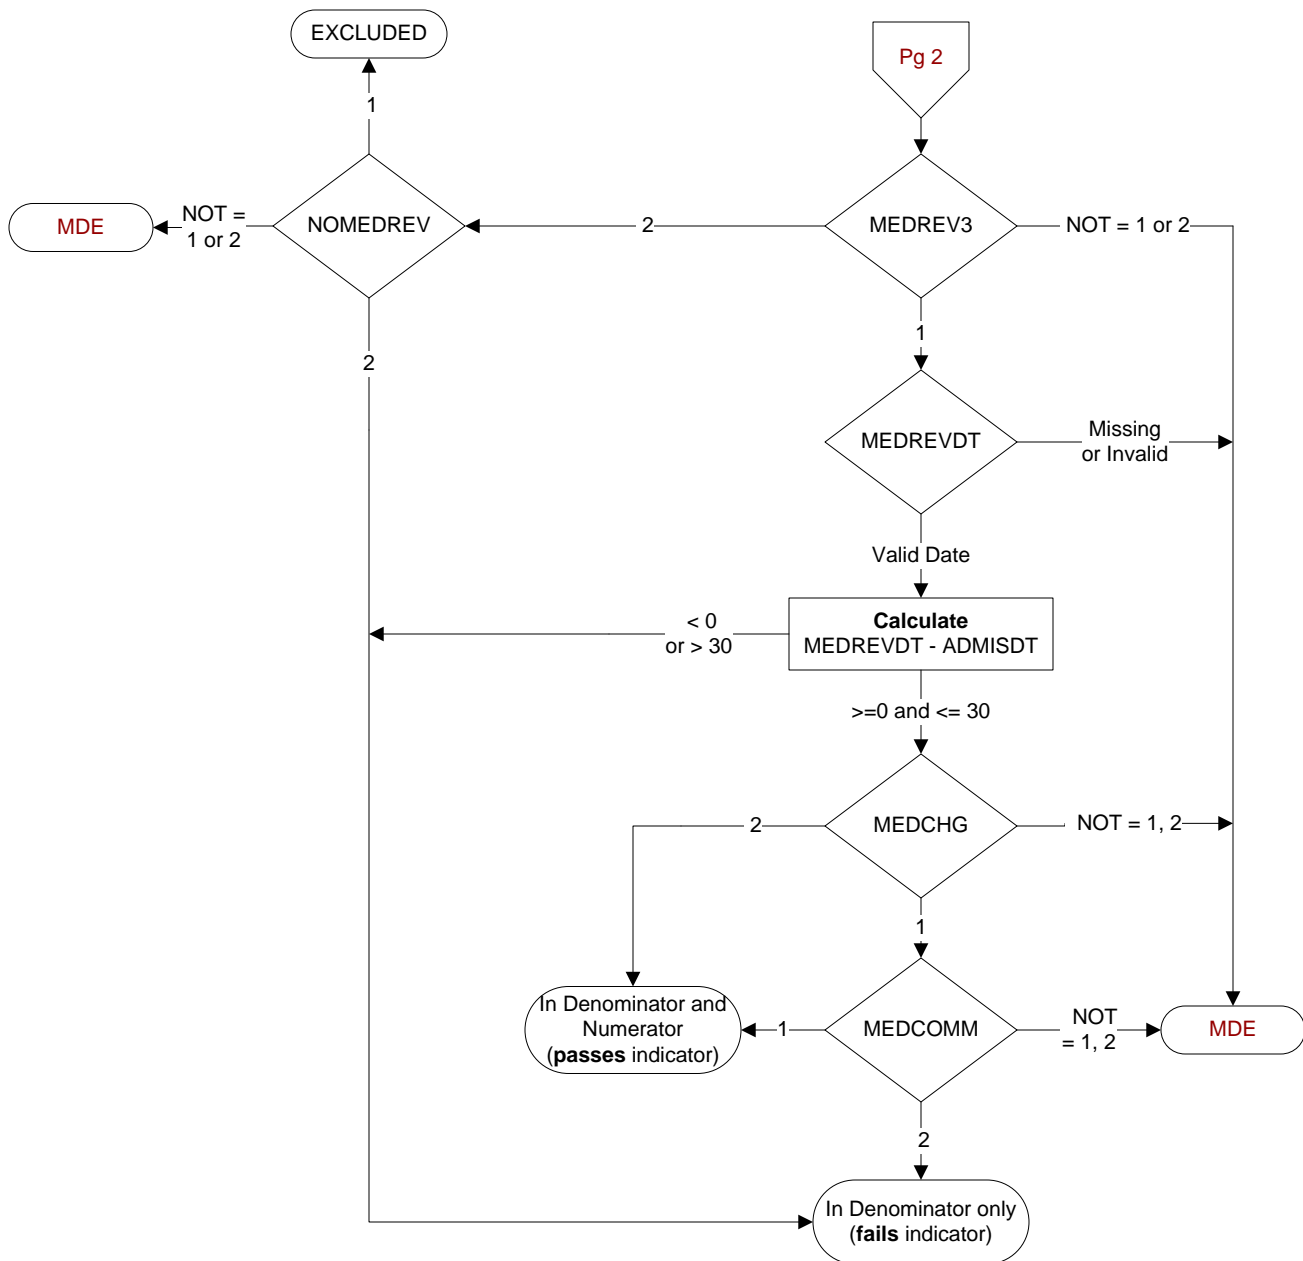 EXCLUDED
Pg 2
1
MDE
NOT =
1 or 2
NOMEDREV
2
MEDREV3
NOT = 1 or 2
1
2
MEDREVDT
Missing
or Invalid
Valid Date
< 0
or > 30
Calculate
MEDREVDT - ADMISDT
>=0 and <= 30
2
MEDCHG
NOT = 1, 2
1
In Denominator and
Numerator
(passes indicator)
1
MEDCOMM
NOT
= 1, 2
MDE
2
In Denominator only
(fails indicator)